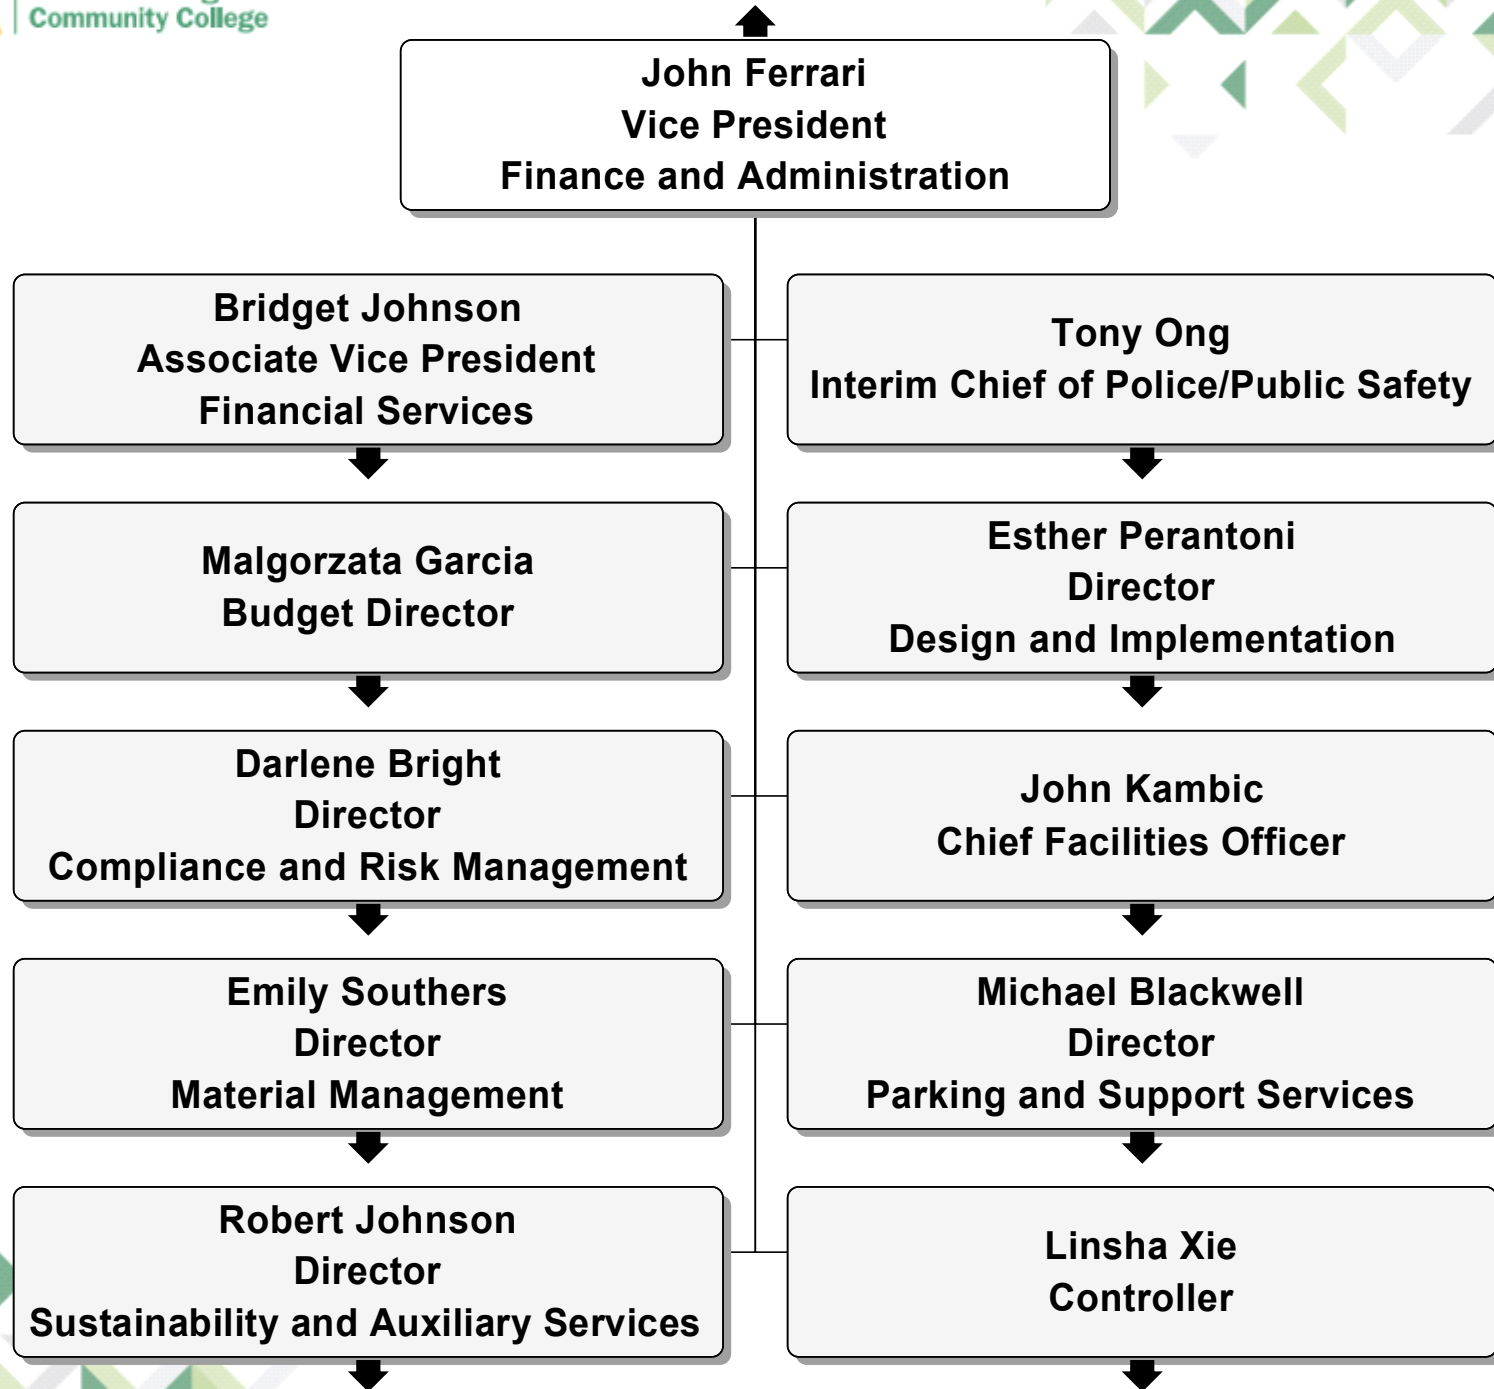 Community College
John Ferrari
Vice President
Finance and Administration
Bridget Johnson
Associate Vice President
Financial Services
Tony Ong
Interim Chief of Police/Public Safety
Malgorzata Garcia
Budget Director
Esther Perantoni
Director
Design and Implementation
Darlene Bright
Director
Compliance and Risk Management
John Kambic
Chief Facilities Officer
Emily Southers
Director
Material Management
Michael Blackwell
Director
Parking and Support Services
Robert Johnson
Director
Sustainability and Auxiliary Services
Linsha Xie
Controller